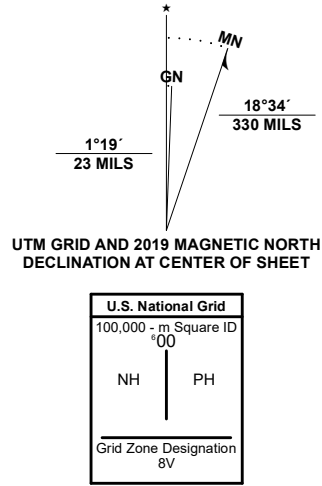 ★
MN
GN
1°19´
23 MILS
18°34´
330 MILS
UTM GRID AND 2019 MAGNETIC NORTH
DECLINATION AT CENTER OF SHEET
U.S. National Grid
100,000 - m Square ID
⁶00
NH PH
Grid Zone Designation
8V